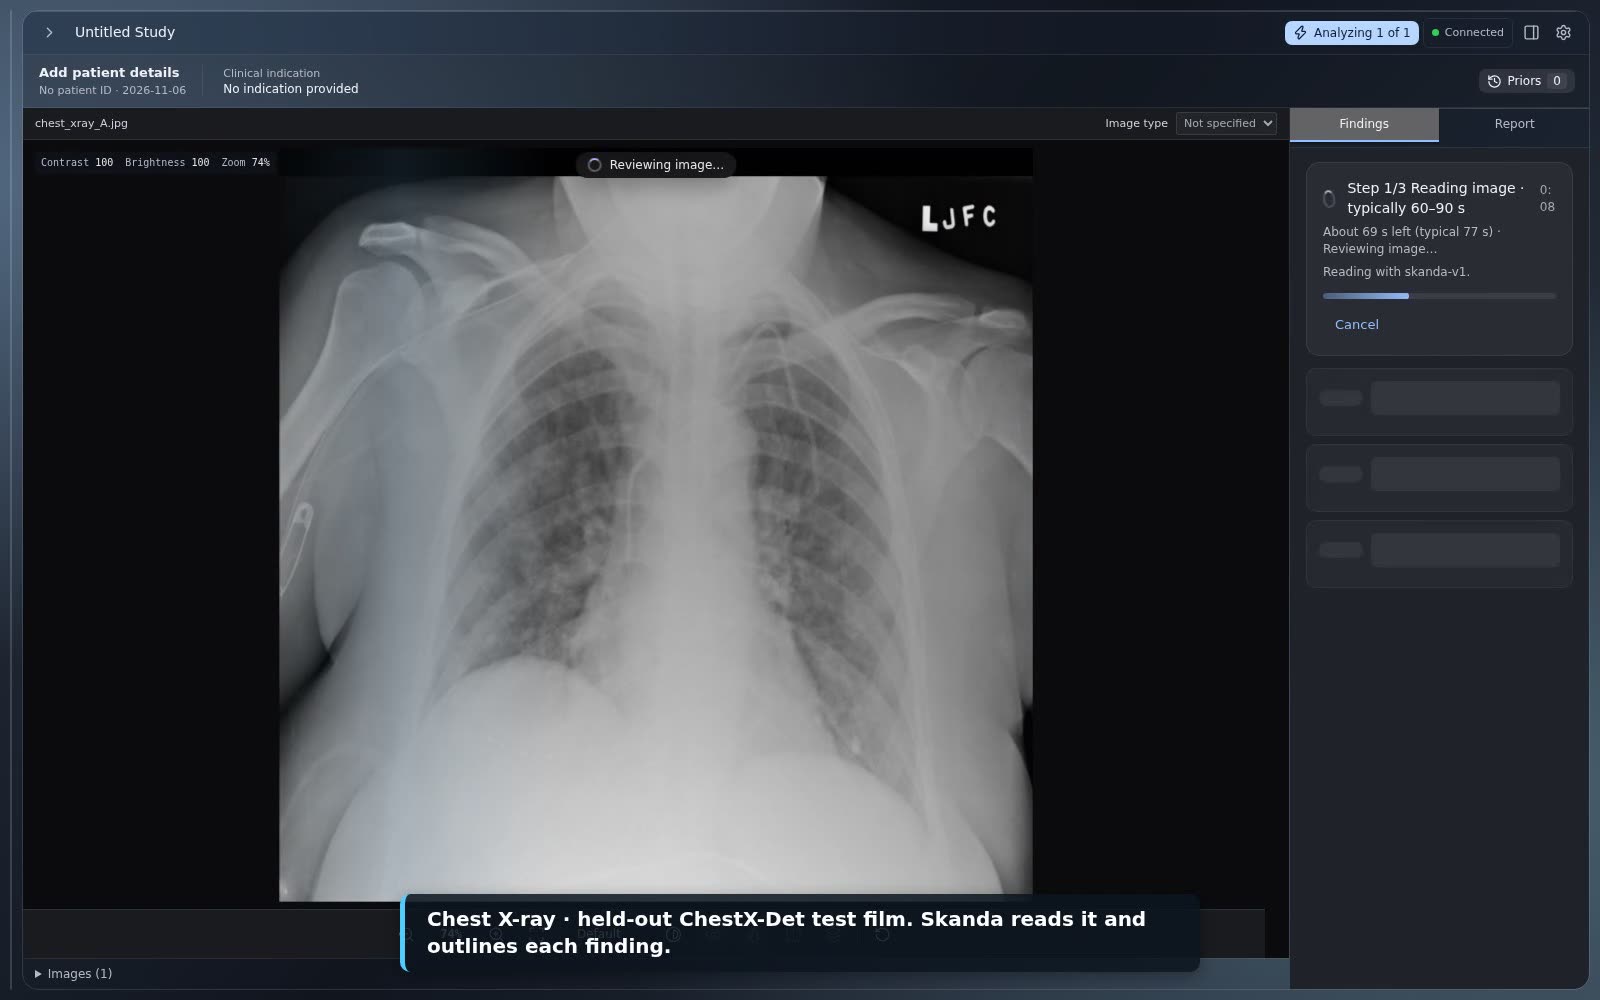 Untitled Study
Analyzing 1 of 1
Connected
Add patient details
No patient ID · 2026-11-06
Clinical indication
No indication provided
Priors 0
chest_xray_A.jpg
Image type
Not specified
Findings
Report
Contrast 100 Brightness 100 Zoom 74%
Reviewing image…
LJFC
Step 1/3 Reading image ·
typically 60–90 s
0:
08
About 69 s left (typical 77 s) ·
Reviewing image…
Reading with skanda-v1.
Cancel
74%
Default
Chest X-ray · held-out ChestX-Det test film. Skanda reads it and
outlines each finding.
Images (1)